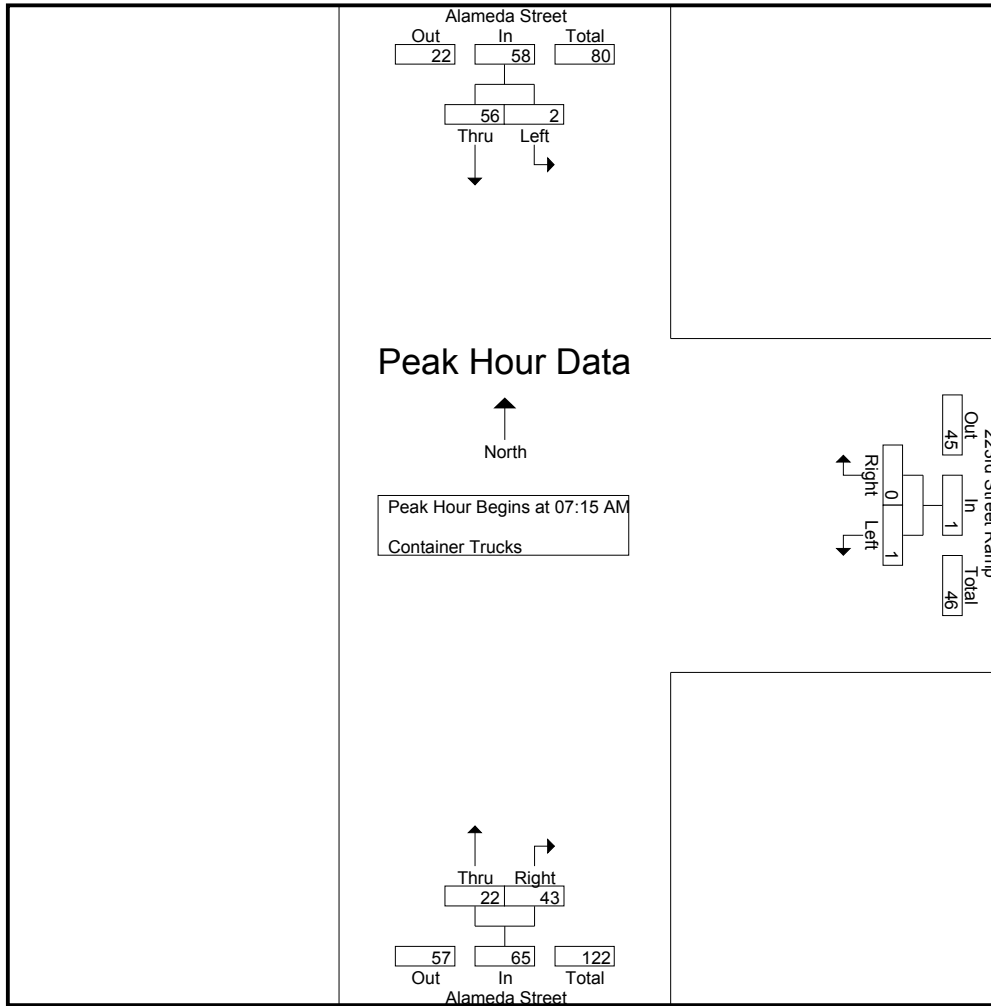 Alameda Street
Out In Total
22 58 80
56 2
Thru Left
Peak Hour Data
North
Peak Hour Begins at 07:15 AM
Container Trucks
Street Ramp
Out In Total
45 1 46
0 1
Right Left
Thru Right
22 43
57 65 122
Out In Total
Alameda Street